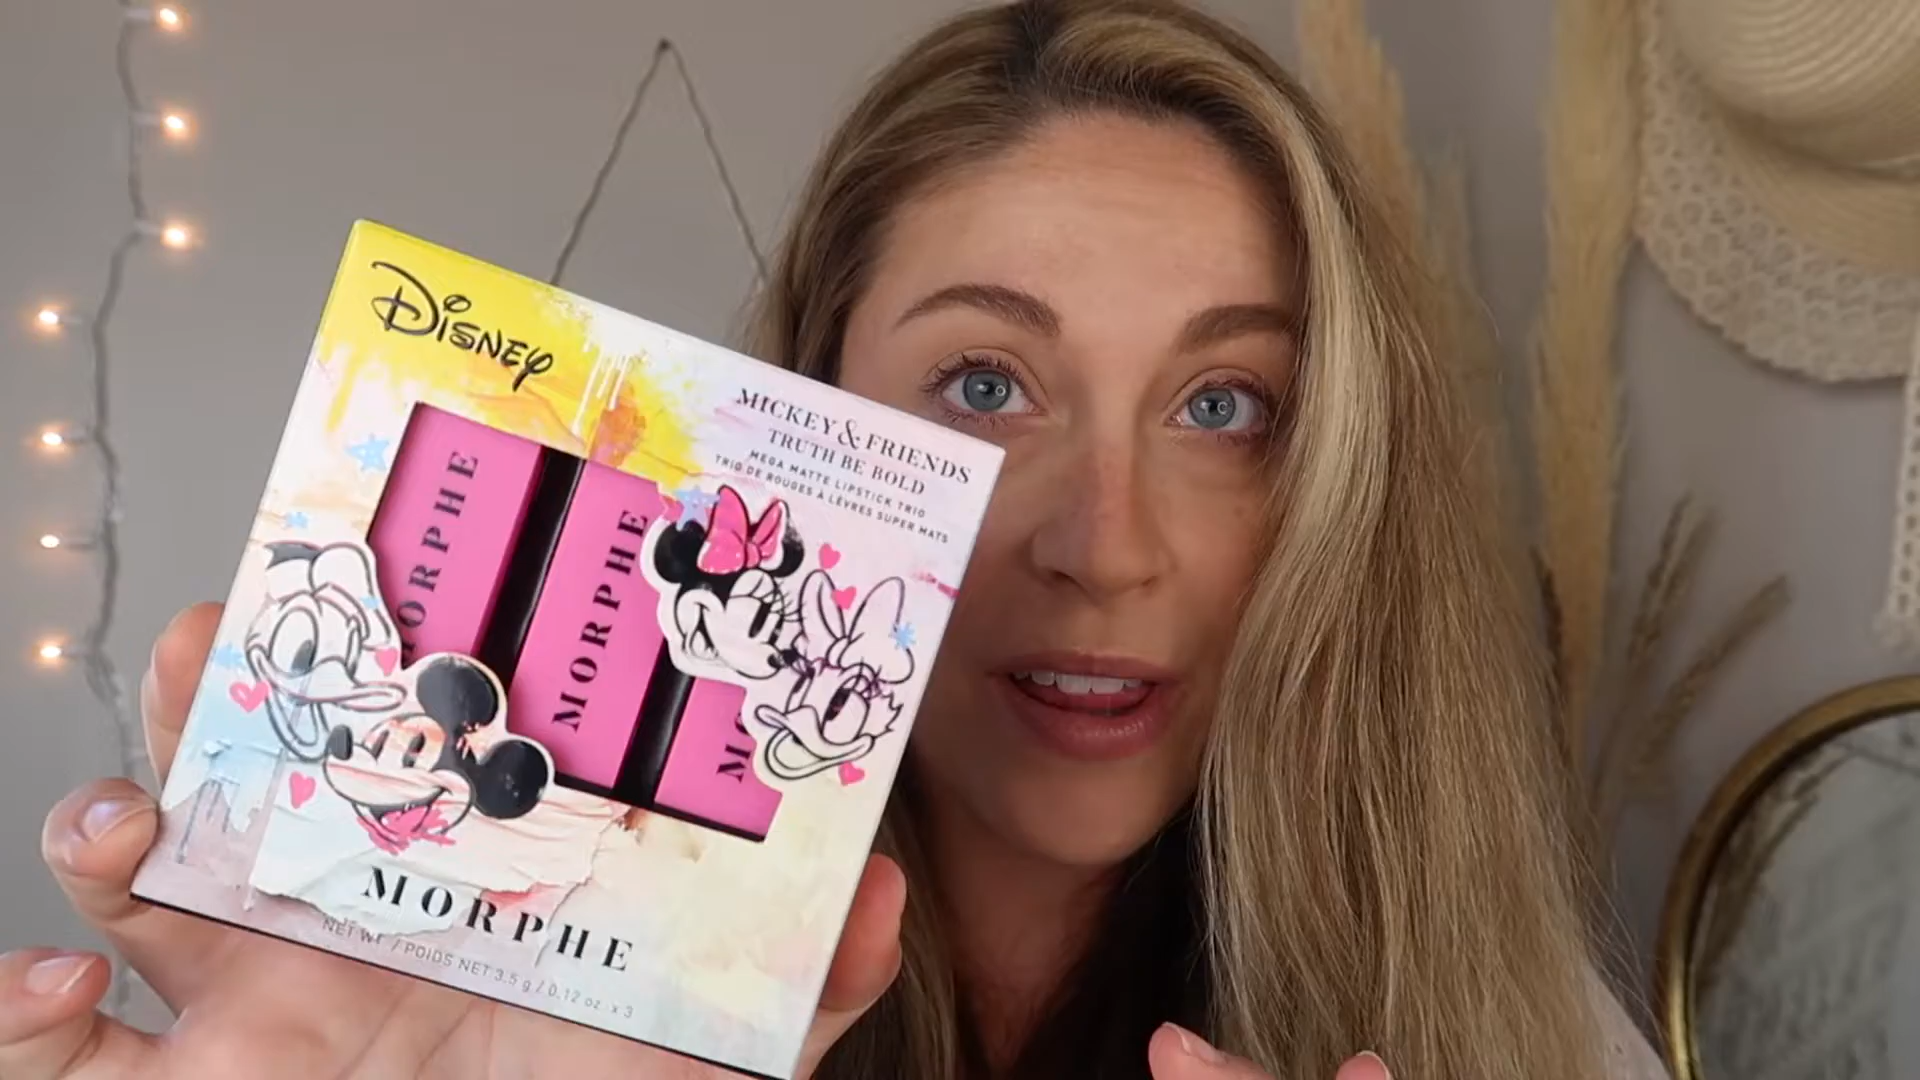 Disney
MICKEY & FRIENDS
TRUTH BE BOLD
MEGA MATTE LIPSTICK TRIO
TRIO DE ROUGES À LÈVRES SUPER MATS
MORPHE
MORPHE
MO
MORPHE
NET WT / POIDS NET 3.5 g / 0.12 oz. x 3